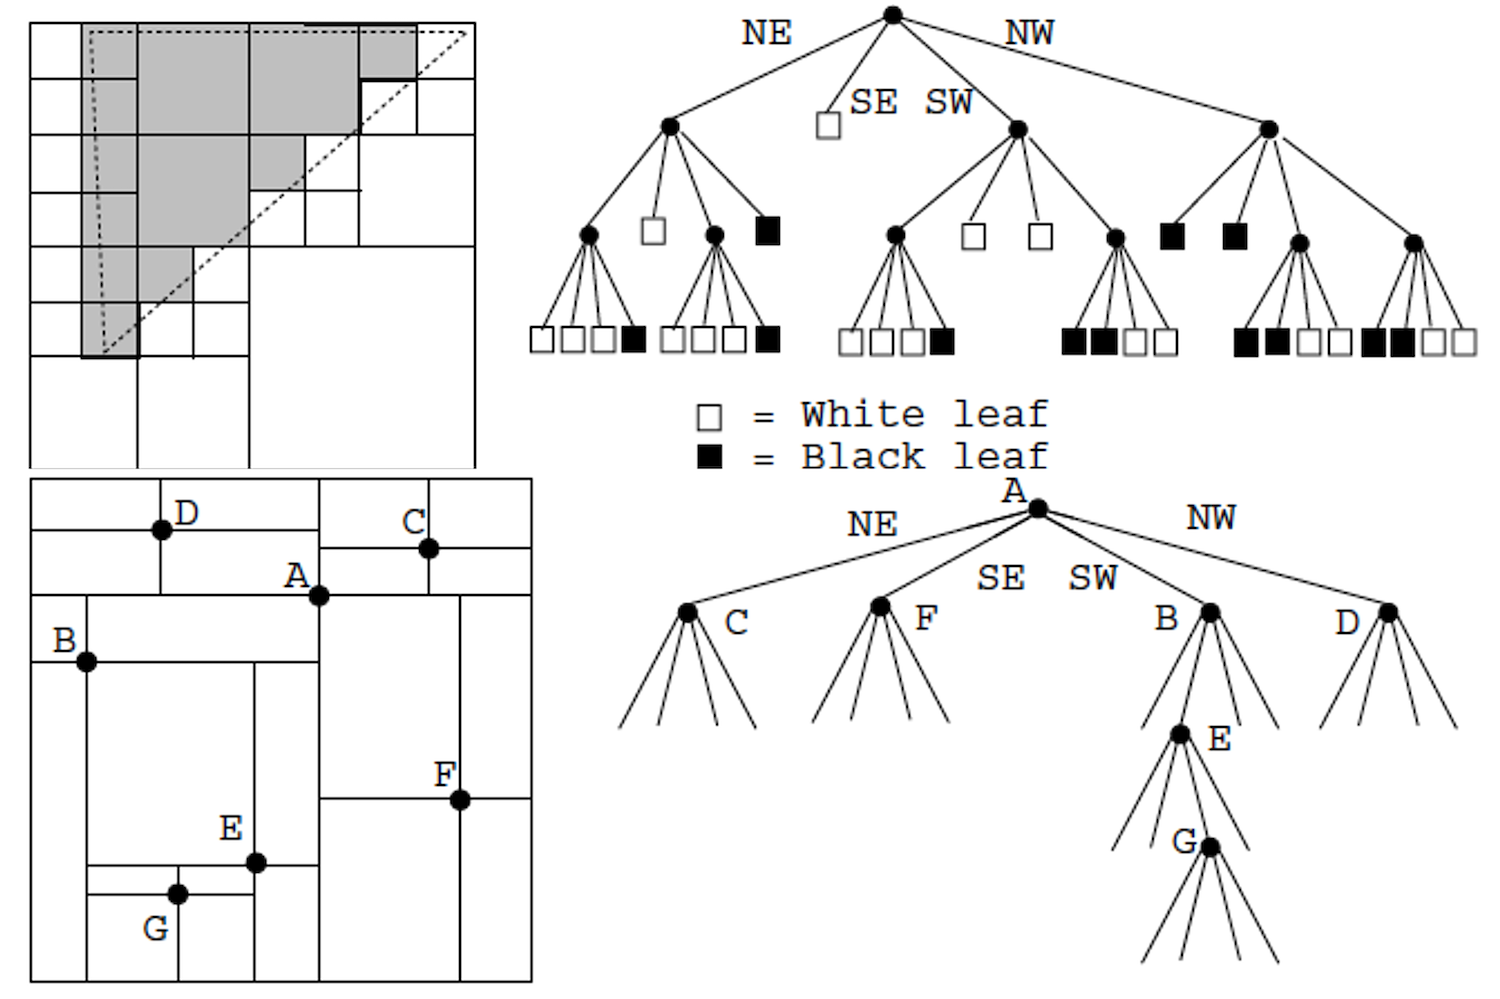 NE NW
SE SW
= White leaf
= Black leaf
A
NE NW
SE SW
C F B D
E
G
D
C
A
B
F
E
G